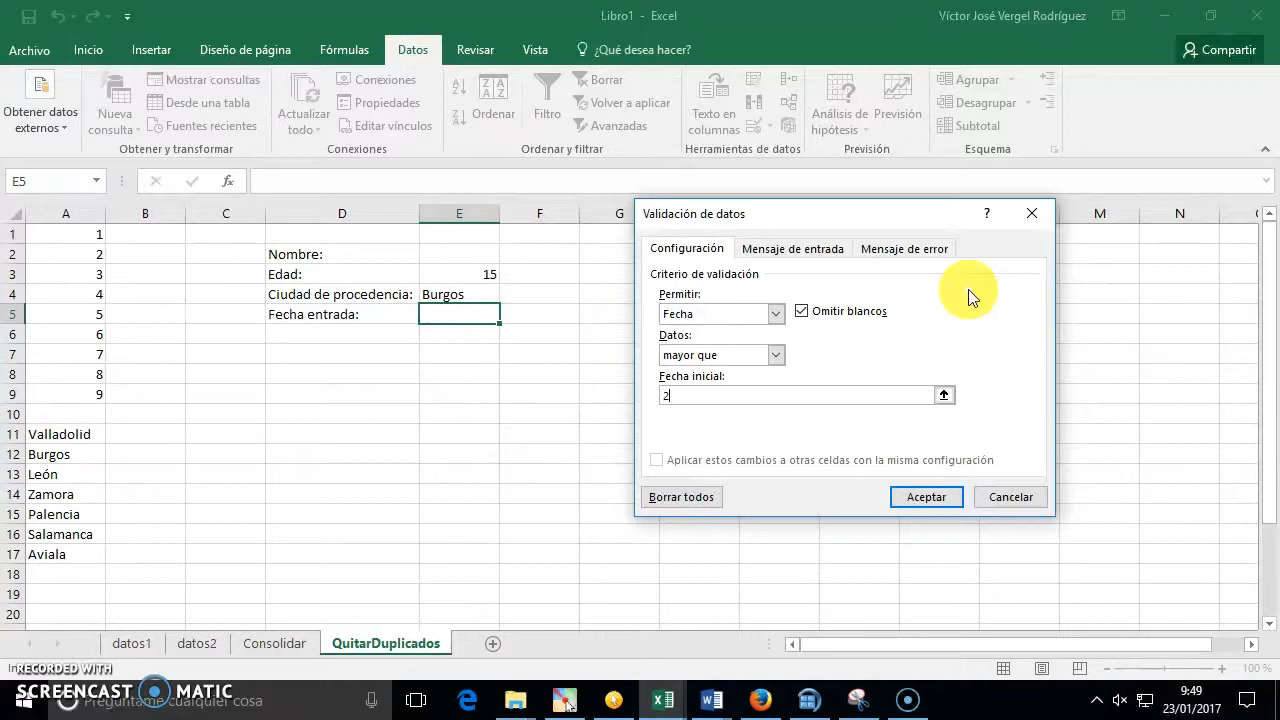 Libro1 - Excel
Víctor José Vergel Rodríguez
Archivo Inicio Insertar Diseño de página Fórmulas Datos Revisar Vista ¿Qué desea hacer? Compartir
Obtener datos externos
Nueva consulta
Mostrar consultas
Desde una tabla
Fuentes recientes
Obtener y transformar
Actualizar todo
Conexiones
Propiedades
Editar vínculos
Conexiones
Ordenar
Filtro
Borrar
Volver a aplicar
Avanzadas
Ordenar y filtrar
Texto en columnas
Herramientas de datos
Análisis de hipótesis
Previsión
Previsión
Agrupar
Desagrupar
Subtotal
Esquema
E5
fx
A B C D E F G M N
1 1
2 2 Nombre:
3 3 Edad: 15
4 4 Ciudad de procedencia: Burgos
5 5 Fecha entrada:
6 6
7 7
8 8
9 9
10
11 Valladolid
12 Burgos
13 León
14 Zamora
15 Palencia
16 Salamanca
17 Aviala
18
19
20
Validación de datos ?
Configuración Mensaje de entrada Mensaje de error
Criterio de validación
Permitir:
Fecha
Omitir blancos
Datos:
mayor que
Fecha inicial:
2
Aplicar estos cambios a otras celdas con la misma configuración
Borrar todos Aceptar Cancelar
datos1 datos2 Consolidar QuitarDuplicados
100 %
RECORDED WITH
SCREENCAST MATIC
Pregúntame cualquier cosa
9:49
23/01/2017